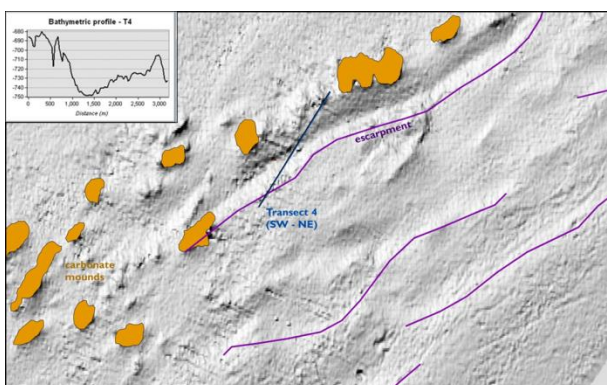 Bathymetric profile - T4
-680
-690
-700
-710
-720
-730
-740
-750
0 500 1,000 1,500 2,000 2,500 3,000
Distance (m)
escarpment
Transect 4
(SW - NE)
carbonate
mounds